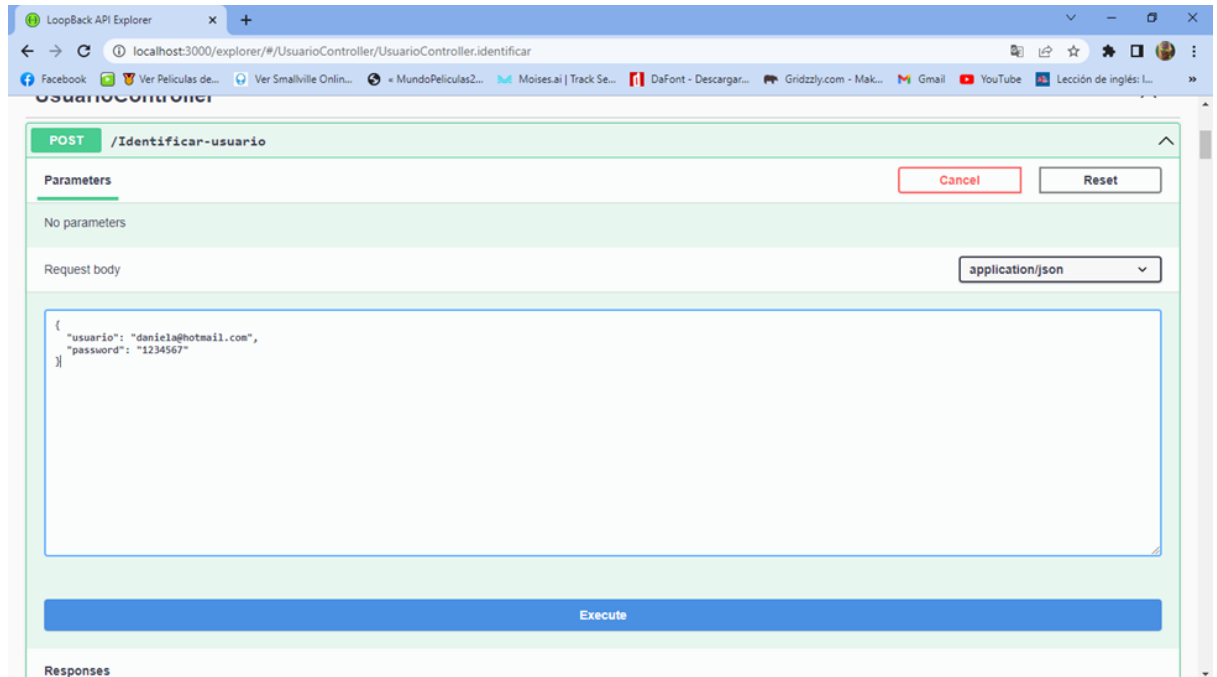 LoopBack API Explorer
localhost:3000/explorer/#/UsuarioController/UsuarioController.identificar
Facebook Ver Peliculas de... Ver Smallville Onlin... « MundoPeliculas2... Moises.ai | Track Se... DaFont - Descargar... Gridzzly.com - Mak... Gmail YouTube Lección de inglés: I... »
UsuarioController
POST /Identificar-usuario
Parameters Cancel Reset
No parameters
Request body application/json
{
"usuario": "daniela@hotmail.com",
"password": "1234567"
}
Execute
Responses